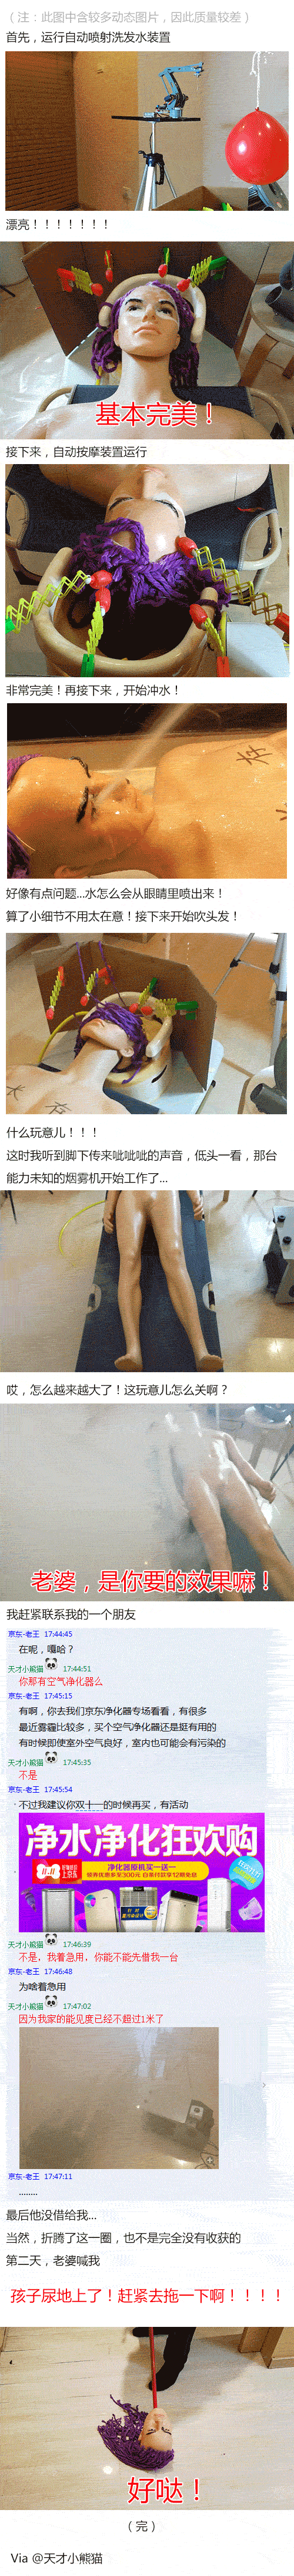 （注：此图中含较多动态图片，因此质量较差）
首先，运行自动喷射洗发水装置
漂亮！！！！！！！
基本完美！
接下来，自动按摩装置运行
非常完美！再接下来，开始冲水！
好像有点问题...水怎么会从眼睛里喷出来！
算了小细节不用太在意！接下来开始吹头发！
什么玩意儿！！！
这时我听到脚下传来呲呲呲的声音，低头一看，那台
能力未知的烟雾机开始工作了...
哎，怎么越来越大了！这玩意儿怎么关啊？
老婆，是你要的效果嘛！
我赶紧联系我的一个朋友
京东-老王 17:44:45
在呢，嘎哈？
天才小熊猫 17:44:51
你那有空气净化器么
京东-老王 17:45:15
有啊，你去我们京东净化器专场看看，有很多
最近雾霾比较多，买个空气净化器还是挺有用的
有时候即使室外空气良好，室内也可能会有污染的
天才小熊猫 17:45:35
不是
京东-老王 17:45:54
不过我建议你双十一的时候再买，有活动
净水净化狂欢购
净化器原机买一送一
天才小熊猫 17:46:39
不是，我着急用，你能不能先借我一台
京东-老王 17:46:48
为啥着急用
天才小熊猫 17:47:02
因为我家的能见度已经不超过1米了
京东-老王 17:47:11
........
最后他没借给我...
当然，折腾了这一圈，也不是完全没有收获的
第二天，老婆喊我
孩子尿地上了！赶紧去拖一下啊！！！！
好哒！
（完）
Via @天才小熊猫